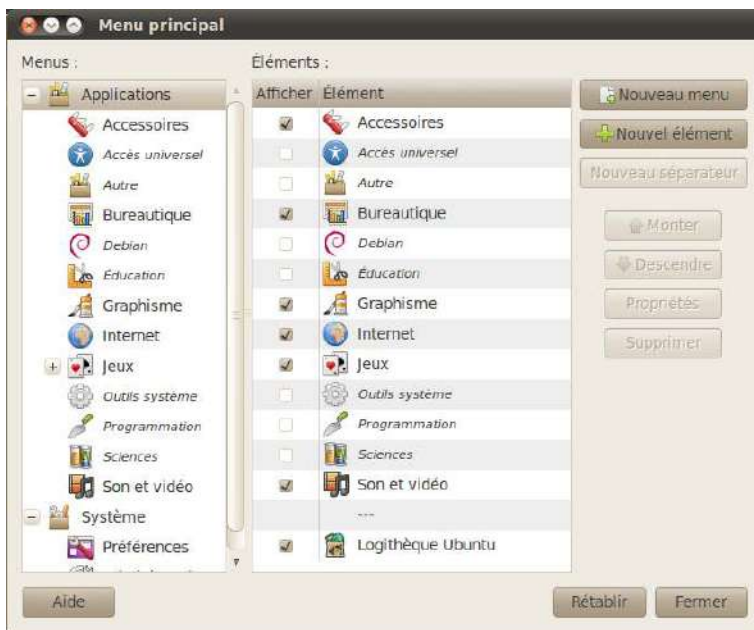 Menu principal
Menus :
Applications
Accessoires
Accès universel
Autre
Bureautique
Debian
Éducation
Graphisme
Internet
Jeux
Outils système
Programmation
Sciences
Son et vidéo
Système
Préférences
Éléments :
Afficher Élément
Accessoires
Accès universel
Autre
Bureautique
Debian
Éducation
Graphisme
Internet
Jeux
Outils système
Programmation
Sciences
Son et vidéo
---
Logithèque Ubuntu
Nouveau menu
Nouvel élément
Nouveau séparateur
Monter
Descendre
Propriétés
Supprimer
Aide
Rétablir
Fermer